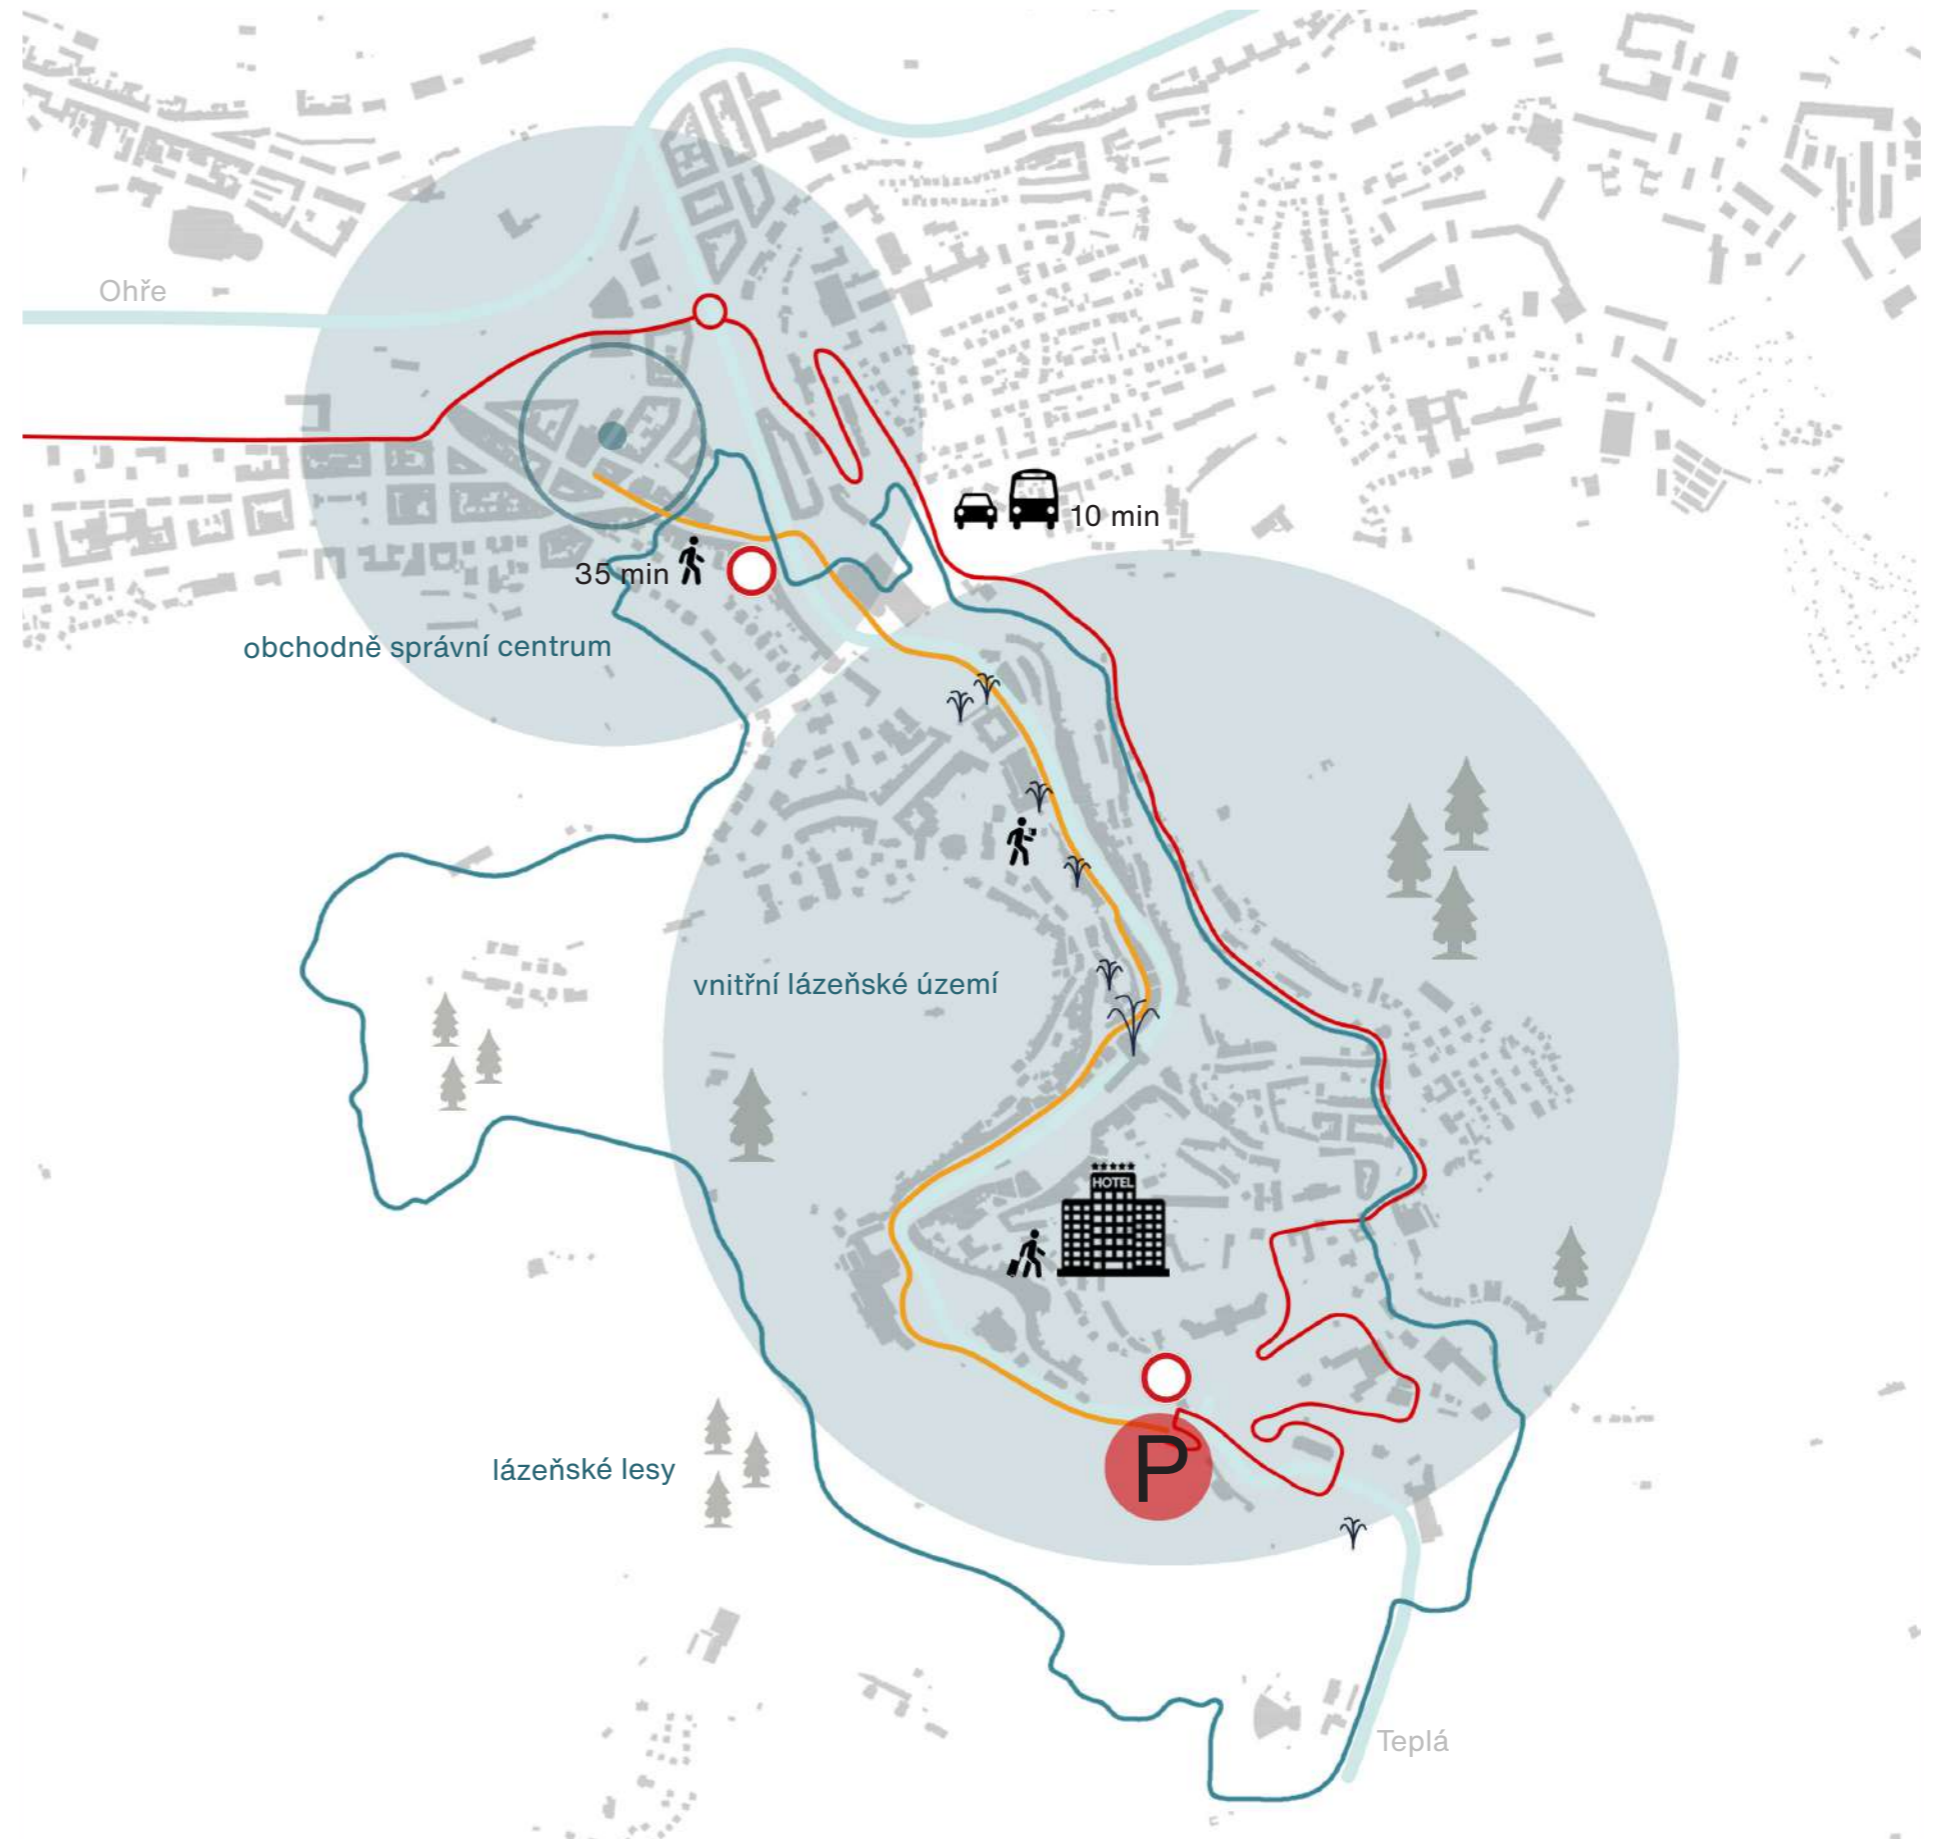 Ohře
10 min
35 min
obchodně správní centrum
vnitřní lázeňské území
HOTEL
P
lázeňské lesy
Teplá